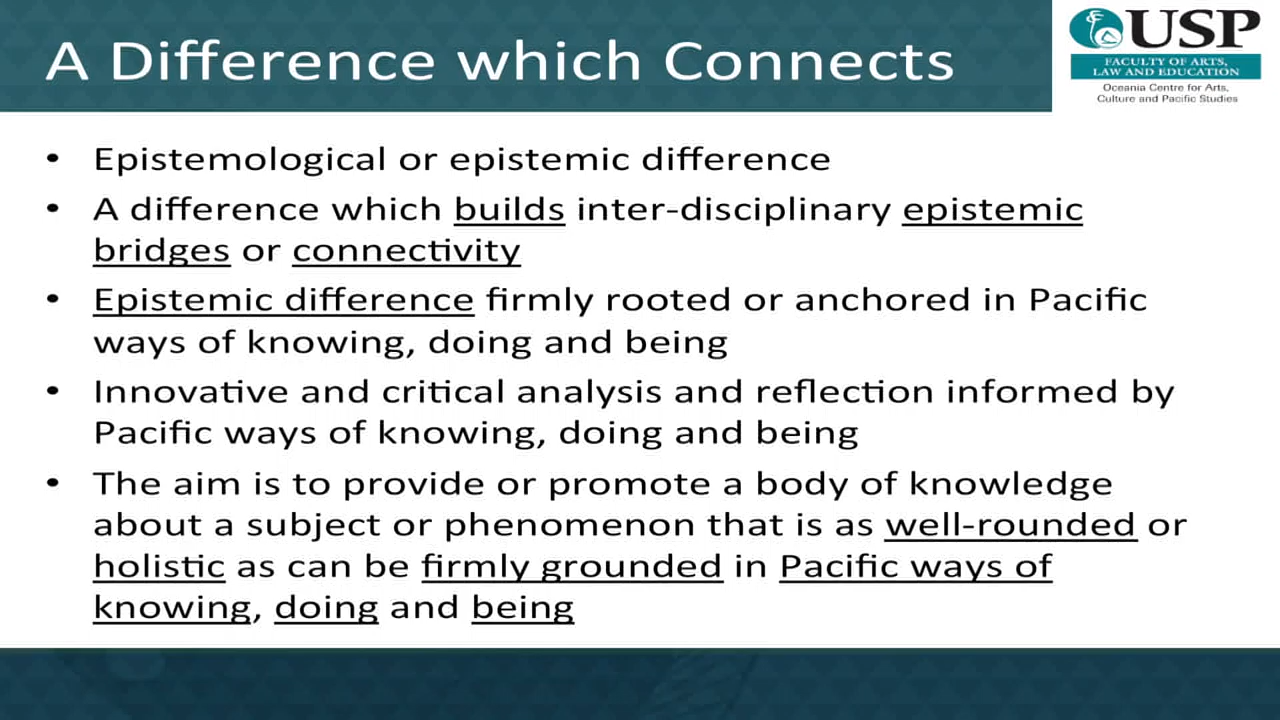 A Difference which Connects
USP
FACULTY OF ARTS,
LAW AND EDUCATION
Oceania Centre for Arts,
Culture and Pacific Studies
• Epistemological or epistemic difference
• A difference which builds inter-disciplinary epistemic
bridges or connectivity
• Epistemic difference firmly rooted or anchored in Pacific
ways of knowing, doing and being
• Innovative and critical analysis and reflection informed by
Pacific ways of knowing, doing and being
• The aim is to provide or promote a body of knowledge
about a subject or phenomenon that is as well-rounded or
holistic as can be firmly grounded in Pacific ways of
knowing, doing and being